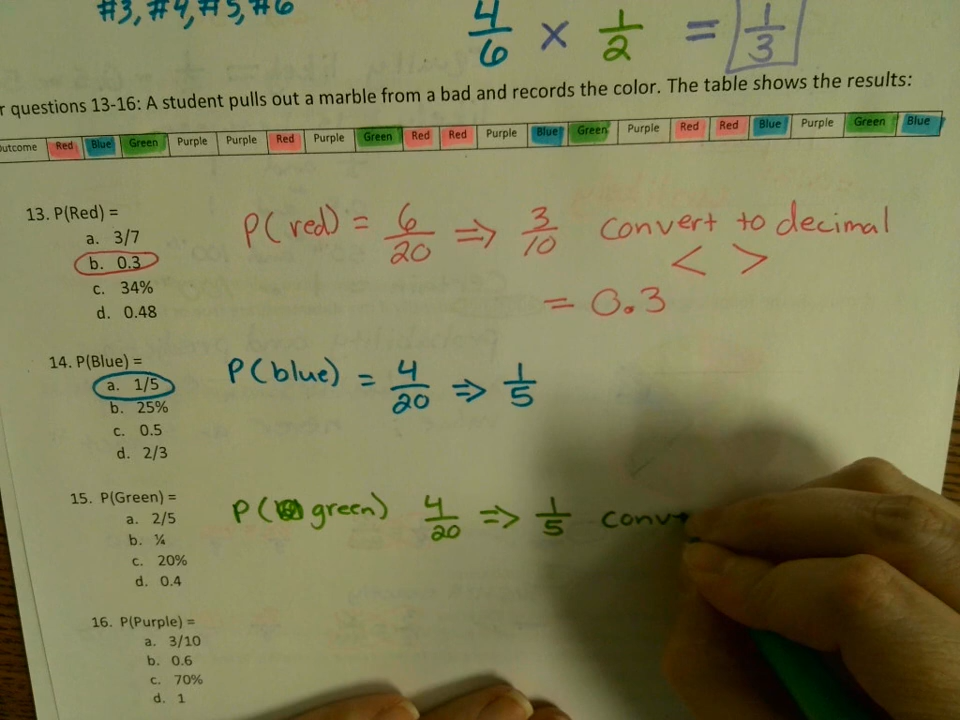 #3, #4, #5, #6
4/6 x 1/2 = 1/3
r questions 13-16: A student pulls out a marble from a bad and records the color. The table shows the results:
outcome Red Blue Green Purple Purple Red Purple Green Red Red Purple Blue Green Purple Red Red Blue Purple Green Blue
13. P(Red) =
a. 3/7
b. 0.3
c. 34%
d. 0.48
P(red) = 6/20 => 3/10 convert to decimal
< >
= 0.3
14. P(Blue) =
a. 1/5
b. 25%
c. 0.5
d. 2/3
P(blue) = 4/20 => 1/5
15. P(Green) =
a. 2/5
b. ¼
c. 20%
d. 0.4
P(green) 4/20 => 1/5 conv
16. P(Purple) =
a. 3/10
b. 0.6
c. 70%
d. 1